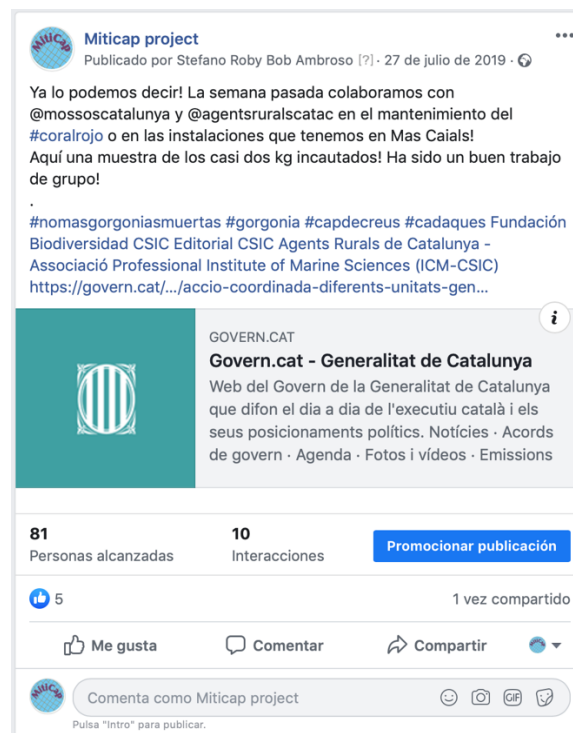 MitiCap
Miticap project
Publicado por Stefano Roby Bob Ambroso [?] · 27 de julio de 2019 ·
Ya lo podemos decir! La semana pasada colaboramos con
@mossoscatalunya y @agentsruralscatac en el mantenimiento del
#coralrojo o en las instalaciones que tenemos en Mas Caials!
Aquí una muestra de los casi dos kg incautados! Ha sido un buen trabajo
de grupo!
.
#nomasgorgoniasmuertas #gorgonia #capdecreus #cadaques Fundación
Biodiversidad CSIC Editorial CSIC Agents Rurals de Catalunya -
Associació Professional Institute of Marine Sciences (ICM-CSIC)
https://govern.cat/.../accio-coordinada-diferents-unitats-gen...
i
GOVERN.CAT
Govern.cat - Generalitat de Catalunya
Web del Govern de la Generalitat de Catalunya
que difon el dia a dia de l'executiu català i els
seus posicionaments polítics. Notícies · Acords
de govern · Agenda · Fotos i vídeos · Emissions
81
Personas alcanzadas
10
Interacciones
Promocionar publicación
5
1 vez compartido
Me gusta
Comentar
Compartir
MitiCap
Comenta como Miticap project
GIF
Pulsa "Intro" para publicar.